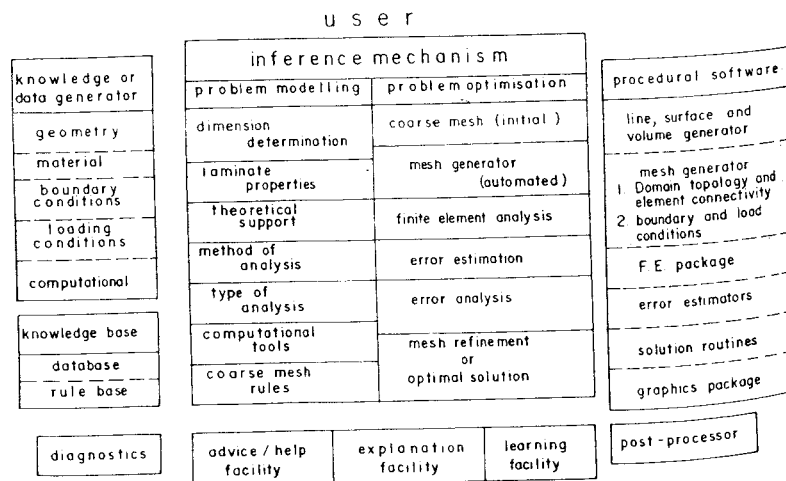 user
knowledge or
data generator
geometry
material
boundary
conditions
loading
conditions
computational
knowledge base
database
rule base
diagnostics
inference mechanism
problem modelling
dimension
determination
laminate
properties
theoretical
support
method of
analysis
type of
analysis
computational
tools
coarse mesh
rules
problem optimisation
coarse mesh (initial)
mesh generator
(automated)
finite element analysis
error estimation
error analysis
mesh refinement
or
optimal solution
advice / help
facility
explanation
facility
learning
facility
procedural software
line, surface and
volume generator
mesh generator
1. Domain topology and
element connectivity
2. boundary and load
conditions
F.E. package
error estimators
solution routines
graphics package
post-processor